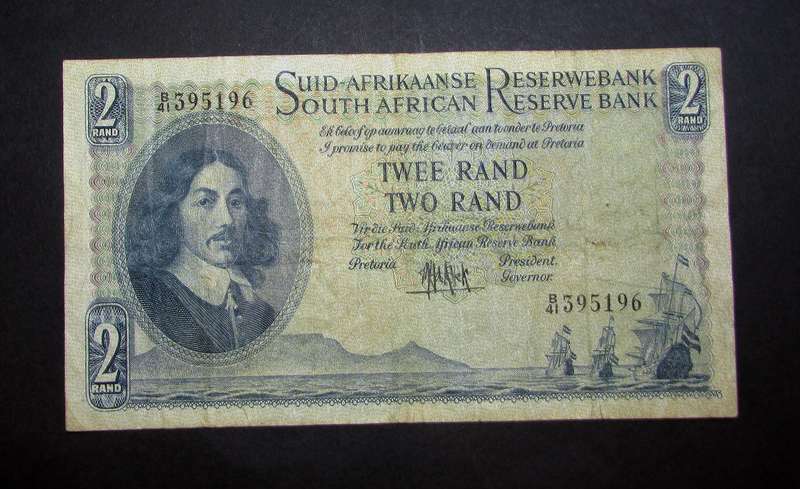 2
RAND
B/41 395196
SUID-AFRIKAANSE RESERWEBANK
SOUTH AFRICAN RESERVE BANK
2
RAND
Ek beloof op aanvraag te betaal aan toonder te Pretoria
I promise to pay the bearer on demand at Pretoria
TWEE RAND
TWO RAND
Vir die Suid-Afrikaanse Reserwebank
For the South African Reserve Bank
Pretoria
President.
Governor.
B/41 395196
2
RAND